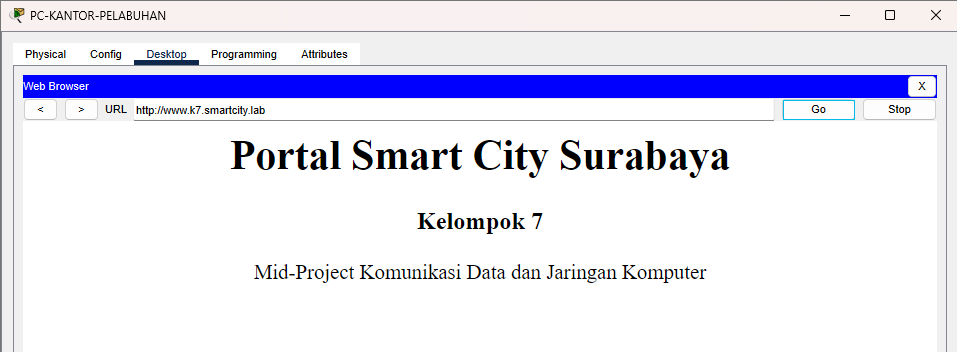 PC-KANTOR-PELABUHAN
Physical Config Desktop Programming Attributes
Web Browser X
< > URL http://www.k7.smartcity.lab Go Stop
Portal Smart City Surabaya
Kelompok 7
Mid-Project Komunikasi Data dan Jaringan Komputer